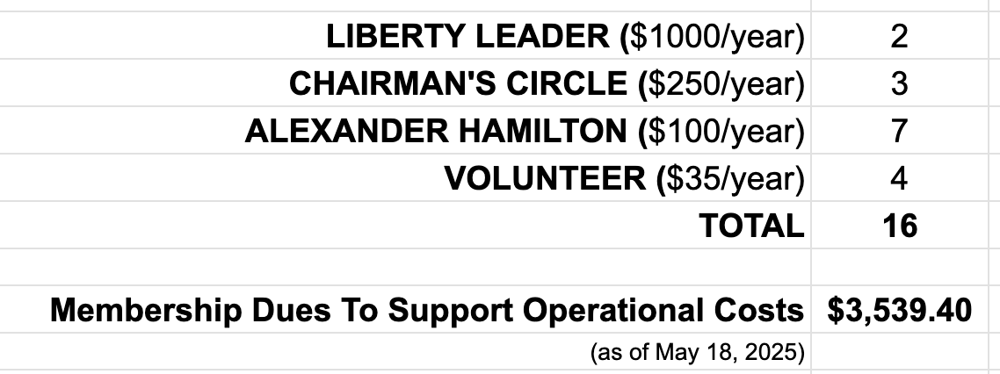 LIBERTY LEADER ($1000/year) 2
CHAIRMAN'S CIRCLE ($250/year) 3
ALEXANDER HAMILTON ($100/year) 7
VOLUNTEER ($35/year) 4
TOTAL 16
Membership Dues To Support Operational Costs $3,539.40
(as of May 18, 2025)